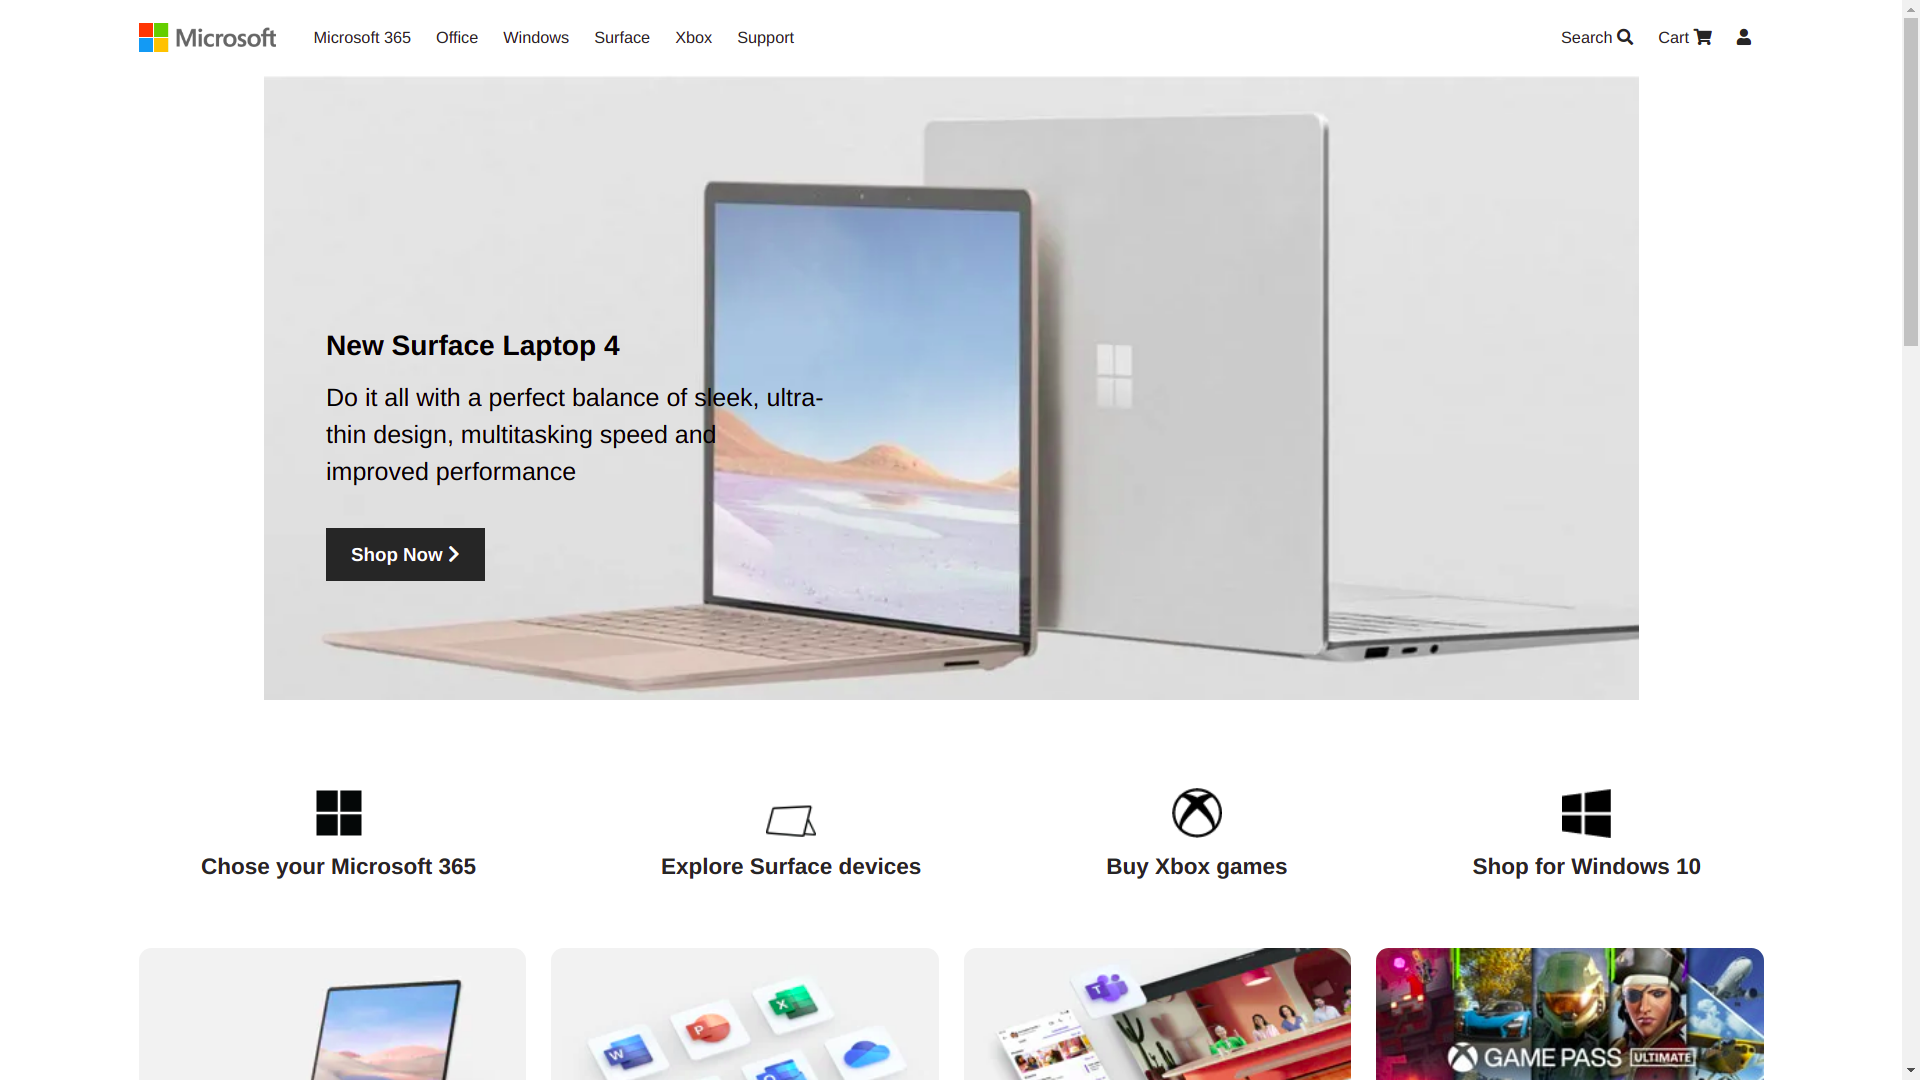 Microsoft
Microsoft 365 Office Windows Surface Xbox Support
Search Cart
New Surface Laptop 4
Do it all with a perfect balance of sleek, ultra-
thin design, multitasking speed and
improved performance
Shop Now
Chose your Microsoft 365
Explore Surface devices
Buy Xbox games
Shop for Windows 10
W
P
X
T
GAME PASS ULTIMATE